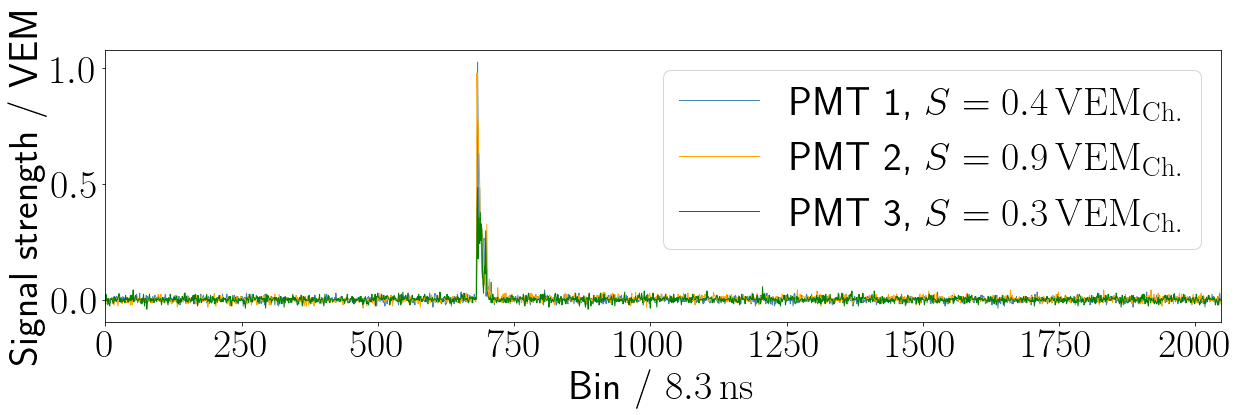 Signal strength / VEM
1.0
0.5
0.0
PMT 1, S = 0.4 VEM_Ch.
PMT 2, S = 0.9 VEM_Ch.
PMT 3, S = 0.3 VEM_Ch.
0 250 500 750 1000 1250 1500 1750 2000
Bin / 8.3 ns